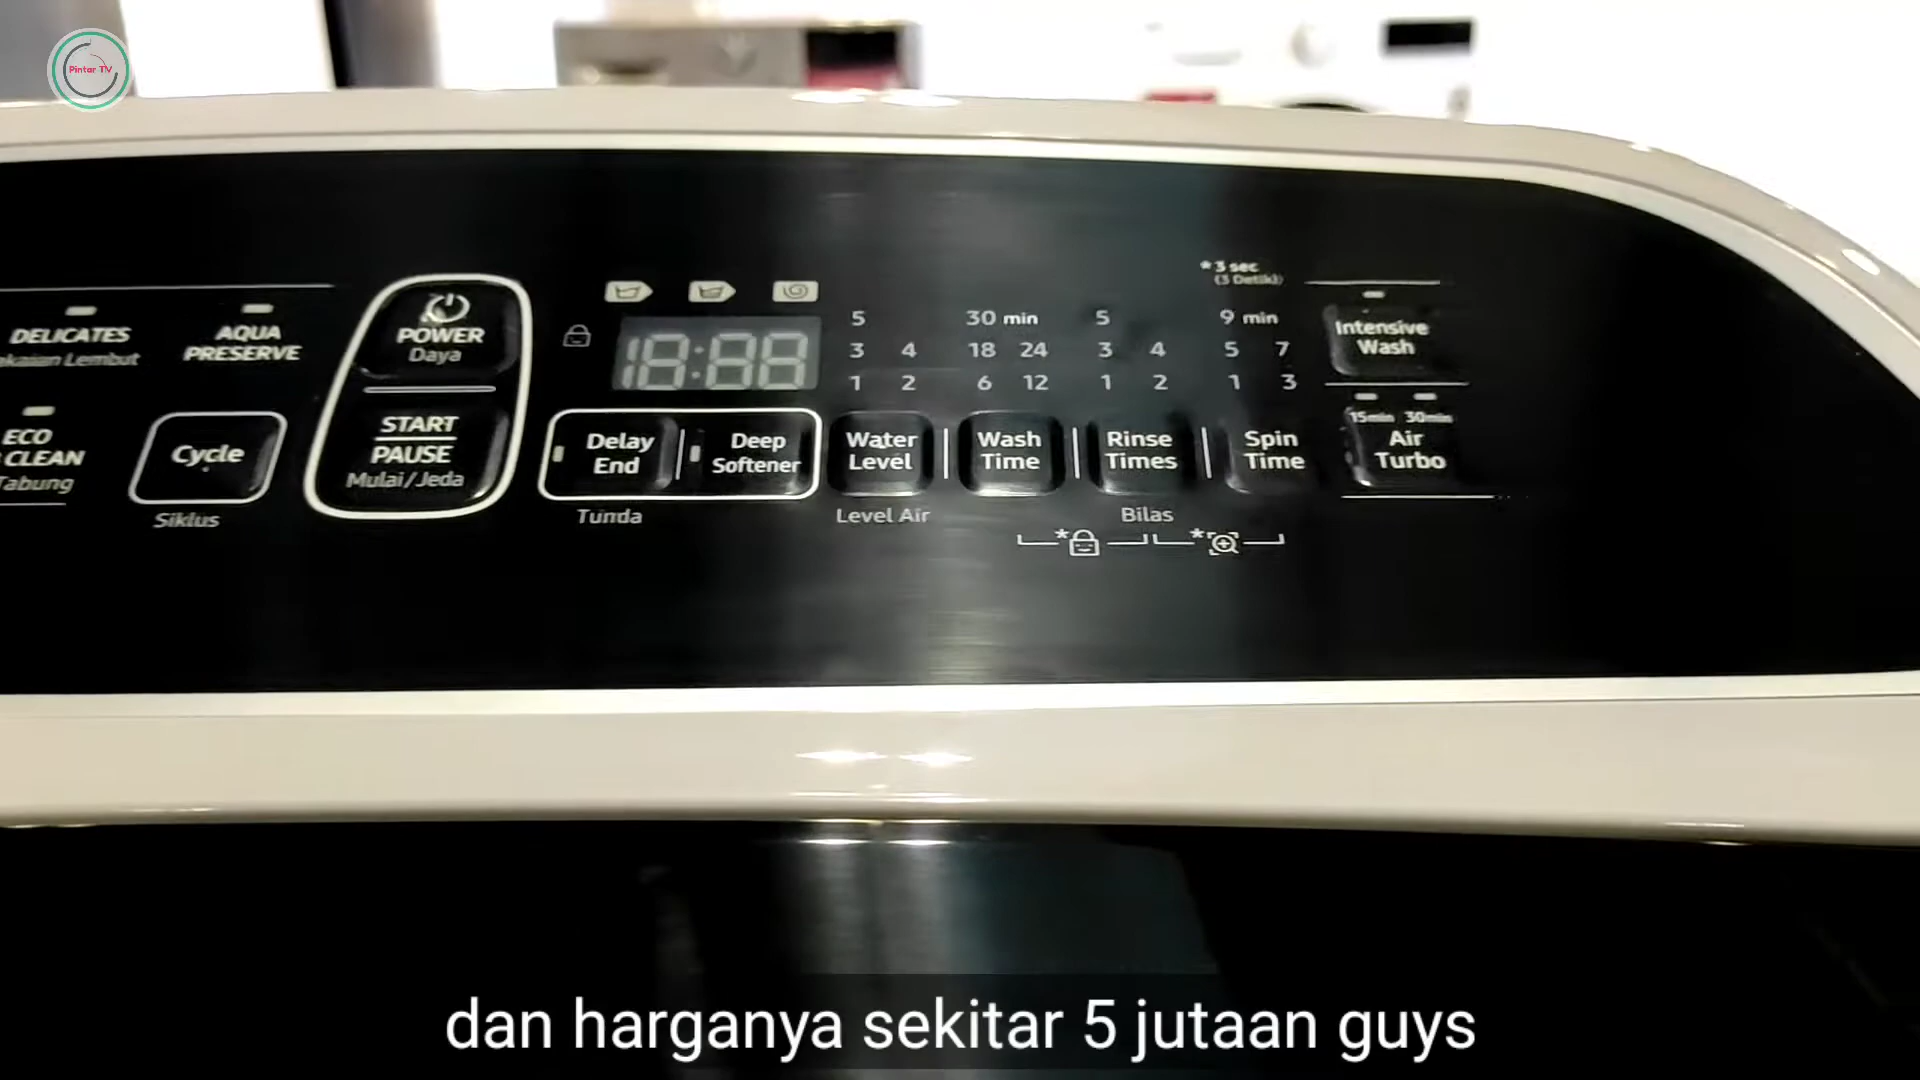 Pintar TV
DELICATES
AQUA
PRESERVE
ECO
CLEAN
Tabung
Cycle
Siklus
POWER
Daya
START
PAUSE
Mulai/Jeda
18:88
Delay
End
Deep
Softener
Tunda
5
3 4
1 2
Water
Level
Level Air
30 min
18 24
6 12
Wash
Time
5
3 4
1 2
Rinse
Times
Bilas
* 3 sec
(3 Detik)
9 min
5 7
1 3
Spin
Time
*
*
Intensive
Wash
15min 30min
Air
Turbo
dan harganya sekitar 5 jutaan guys